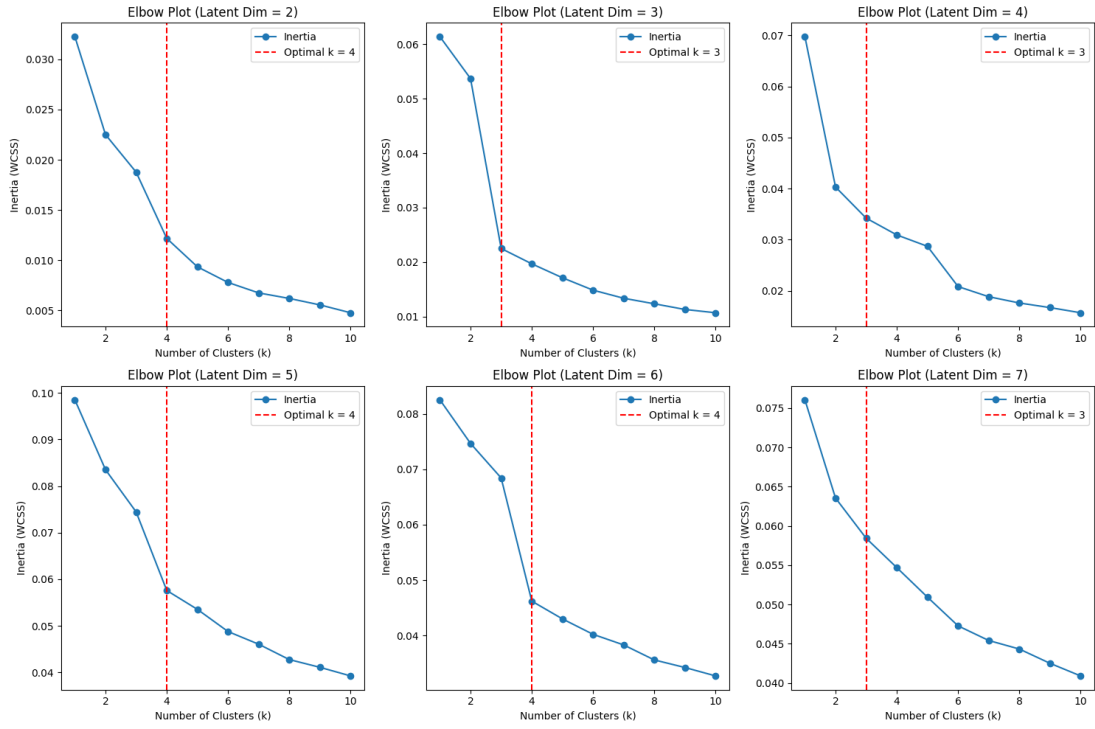 Elbow Plot (Latent Dim = 2)
Inertia
Optimal k = 4
0.030
0.025
0.020
0.015
0.010
0.005
Inertia (WCSS)
2 4 6 8 10
Number of Clusters (k)
Elbow Plot (Latent Dim = 3)
Inertia
Optimal k = 3
0.06
0.05
0.04
0.03
0.02
0.01
Inertia (WCSS)
2 4 6 8 10
Number of Clusters (k)
Elbow Plot (Latent Dim = 4)
Inertia
Optimal k = 3
0.07
0.06
0.05
0.04
0.03
0.02
Inertia (WCSS)
2 4 6 8 10
Number of Clusters (k)
Elbow Plot (Latent Dim = 5)
Inertia
Optimal k = 4
0.10
0.09
0.08
0.07
0.06
0.05
0.04
Inertia (WCSS)
2 4 6 8 10
Number of Clusters (k)
Elbow Plot (Latent Dim = 6)
Inertia
Optimal k = 4
0.08
0.07
0.06
0.05
0.04
Inertia (WCSS)
2 4 6 8 10
Number of Clusters (k)
Elbow Plot (Latent Dim = 7)
Inertia
Optimal k = 3
0.075
0.070
0.065
0.060
0.055
0.050
0.045
0.040
Inertia (WCSS)
2 4 6 8 10
Number of Clusters (k)